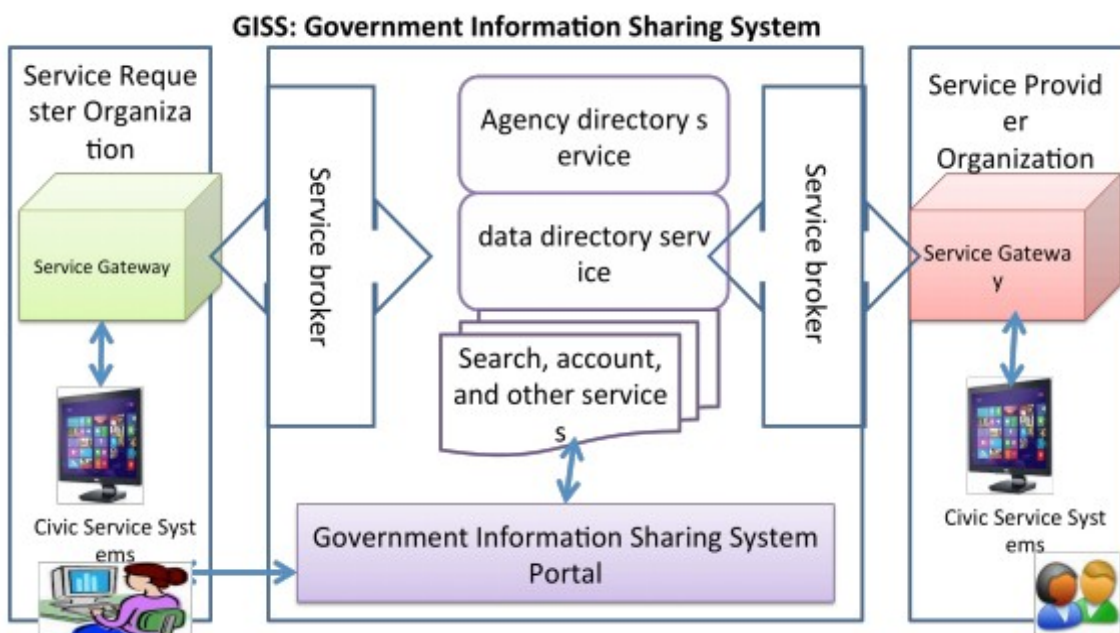 GISS: Government Information Sharing System
Service Reque
ster Organiza
tion
Service Gateway
Civic Service Syst
ems
Service broker
Agency directory s
ervice
data directory serv
ice
Search, account,
and other service
s
Government Information Sharing System
Portal
Service broker
Service Provid
er
Organization
Service Gatewa
y
Civic Service Syst
ems